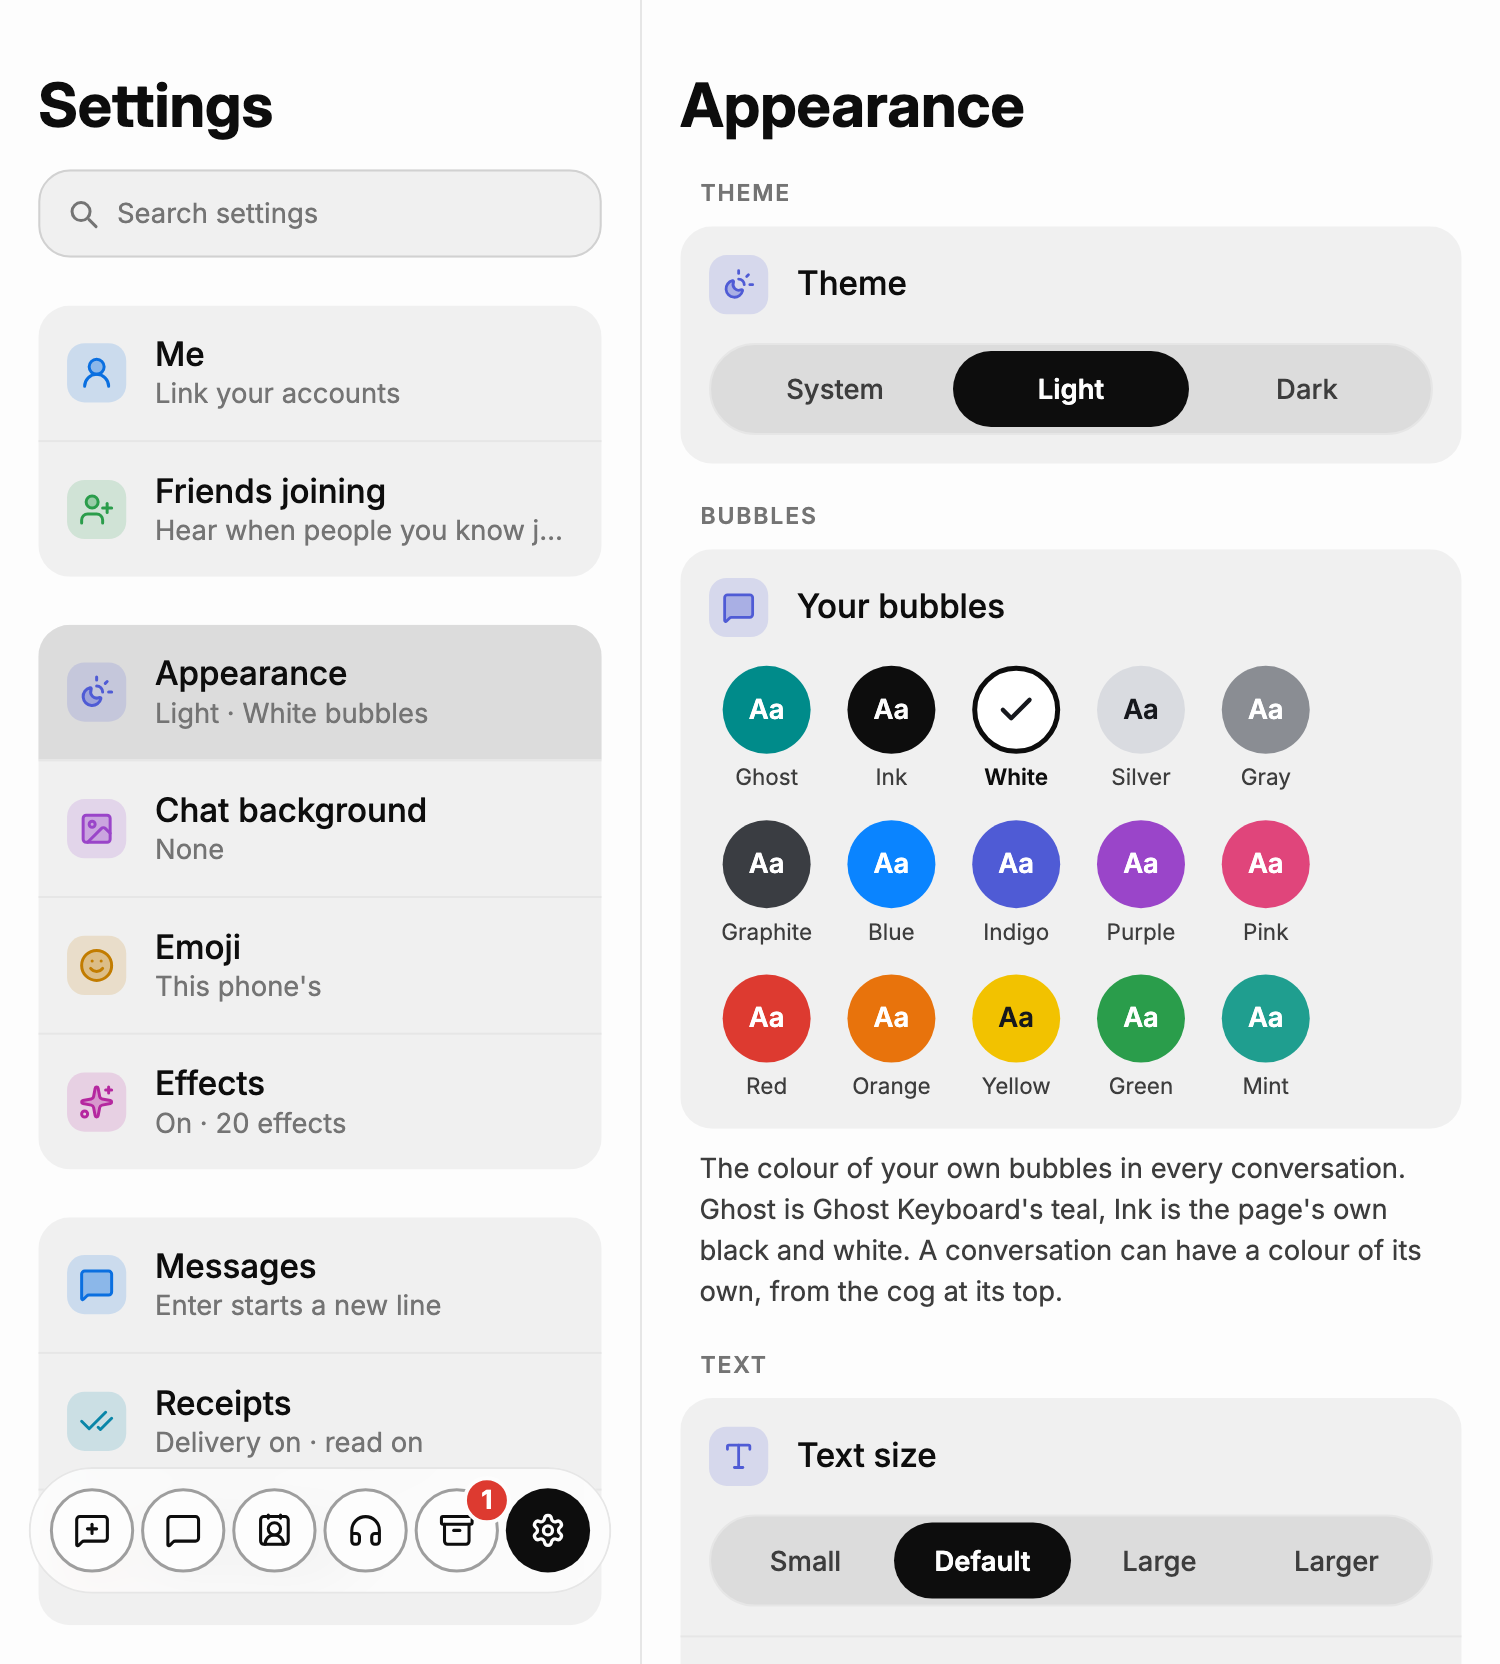 Settings
Search settings
Me
Link your accounts
Friends joining
Hear when people you know j...
Appearance
Light · White bubbles
Chat background
None
Emoji
This phone's
Effects
On · 20 effects
Messages
Enter starts a new line
Receipts
Delivery on · read on
1
Appearance
THEME
Theme
System Light Dark
BUBBLES
Your bubbles
Aa Aa Aa Aa
Ghost Ink White Silver Gray
Aa Aa Aa Aa Aa
Graphite Blue Indigo Purple Pink
Aa Aa Aa Aa Aa
Red Orange Yellow Green Mint
The colour of your own bubbles in every conversation.
Ghost is Ghost Keyboard's teal, Ink is the page's own
black and white. A conversation can have a colour of its
own, from the cog at its top.
TEXT
Text size
Small Default Large Larger